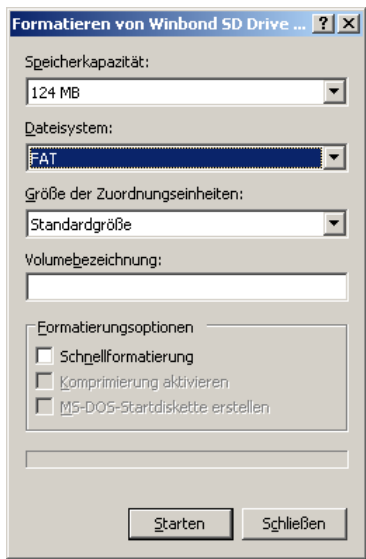 Formatieren von Winbond SD Drive ...
Speicherkapazität:
124 MB
Dateisystem:
FAT
Größe der Zuordnungseinheiten:
Standardgröße
Volumebezeichnung:
Formatierungsoptionen
Schnellformatierung
Komprimierung aktivieren
MS-DOS-Startdiskette erstellen
Starten
Schließen